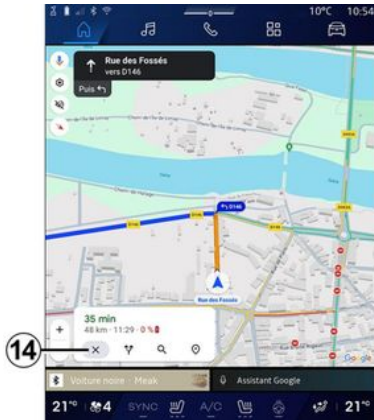 10°C 10:54
Rue des Fossés
vers D146
Puis
D146
Rue des Fossés
35 min
48 km · 11:29 · 0 %
14
Google
Voiture noire · Meak
Assistant Google
21°° 4 SYNC A/C 21°°